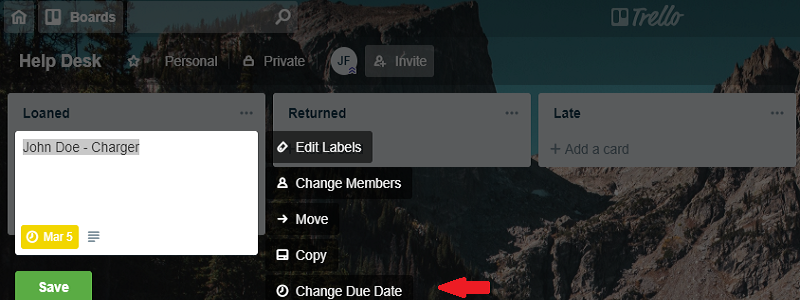 Boards
Trello
Help Desk
Personal
Private
JF
Invite
Loaned
Returned
Late
John Doe - Charger
Mar 5
Edit Labels
Change Members
Move
Copy
Change Due Date
+ Add a card
Save